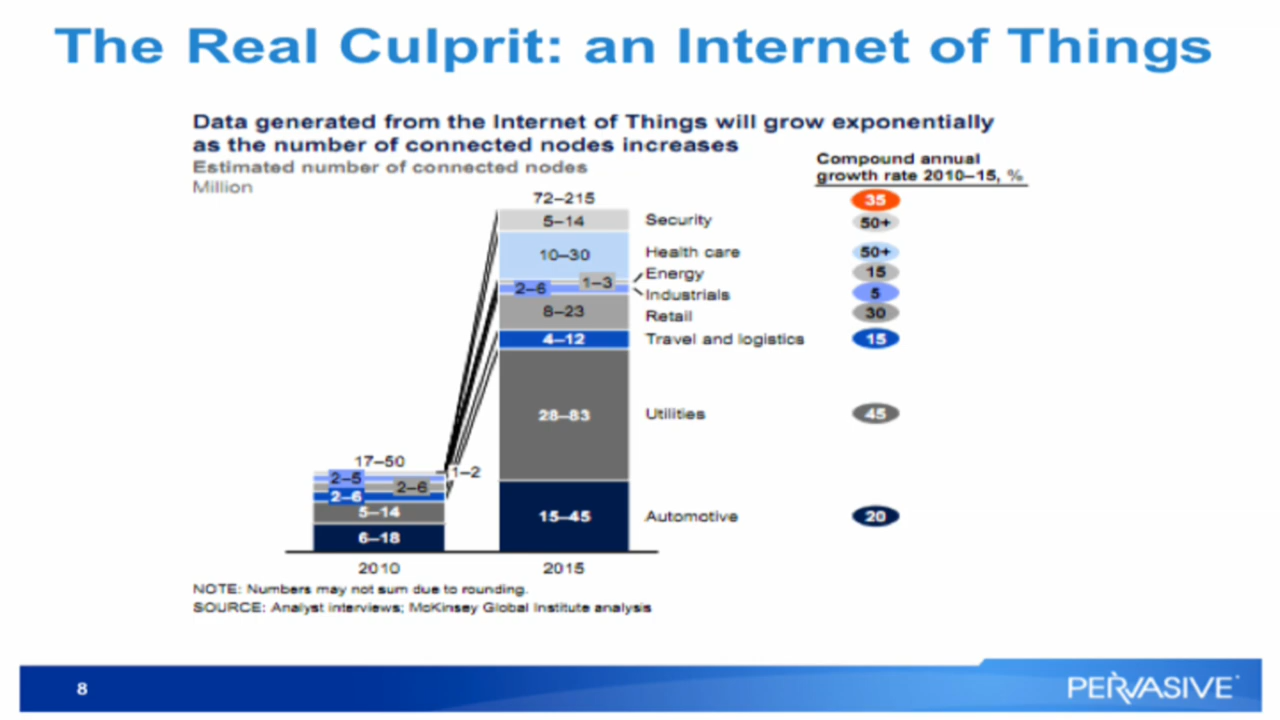 The Real Culprit: an Internet of Things
Data generated from the Internet of Things will grow exponentially
as the number of connected nodes increases
Estimated number of connected nodes
Million
Compound annual
growth rate 2010–15, %
72–215
35
5–14
Security
50+
10–30
Health care
50+
1–3
Energy
15
2–6
Industrials
5
8–23
Retail
30
4–12
Travel and logistics
15
28–83
Utilities
45
15–45
Automotive
20
17–50
1–2
2–5
2–6
2–6
5–14
6–18
2010
2015
NOTE: Numbers may not sum due to rounding.
SOURCE: Analyst interviews; McKinsey Global Institute analysis
8
PERVASIVE